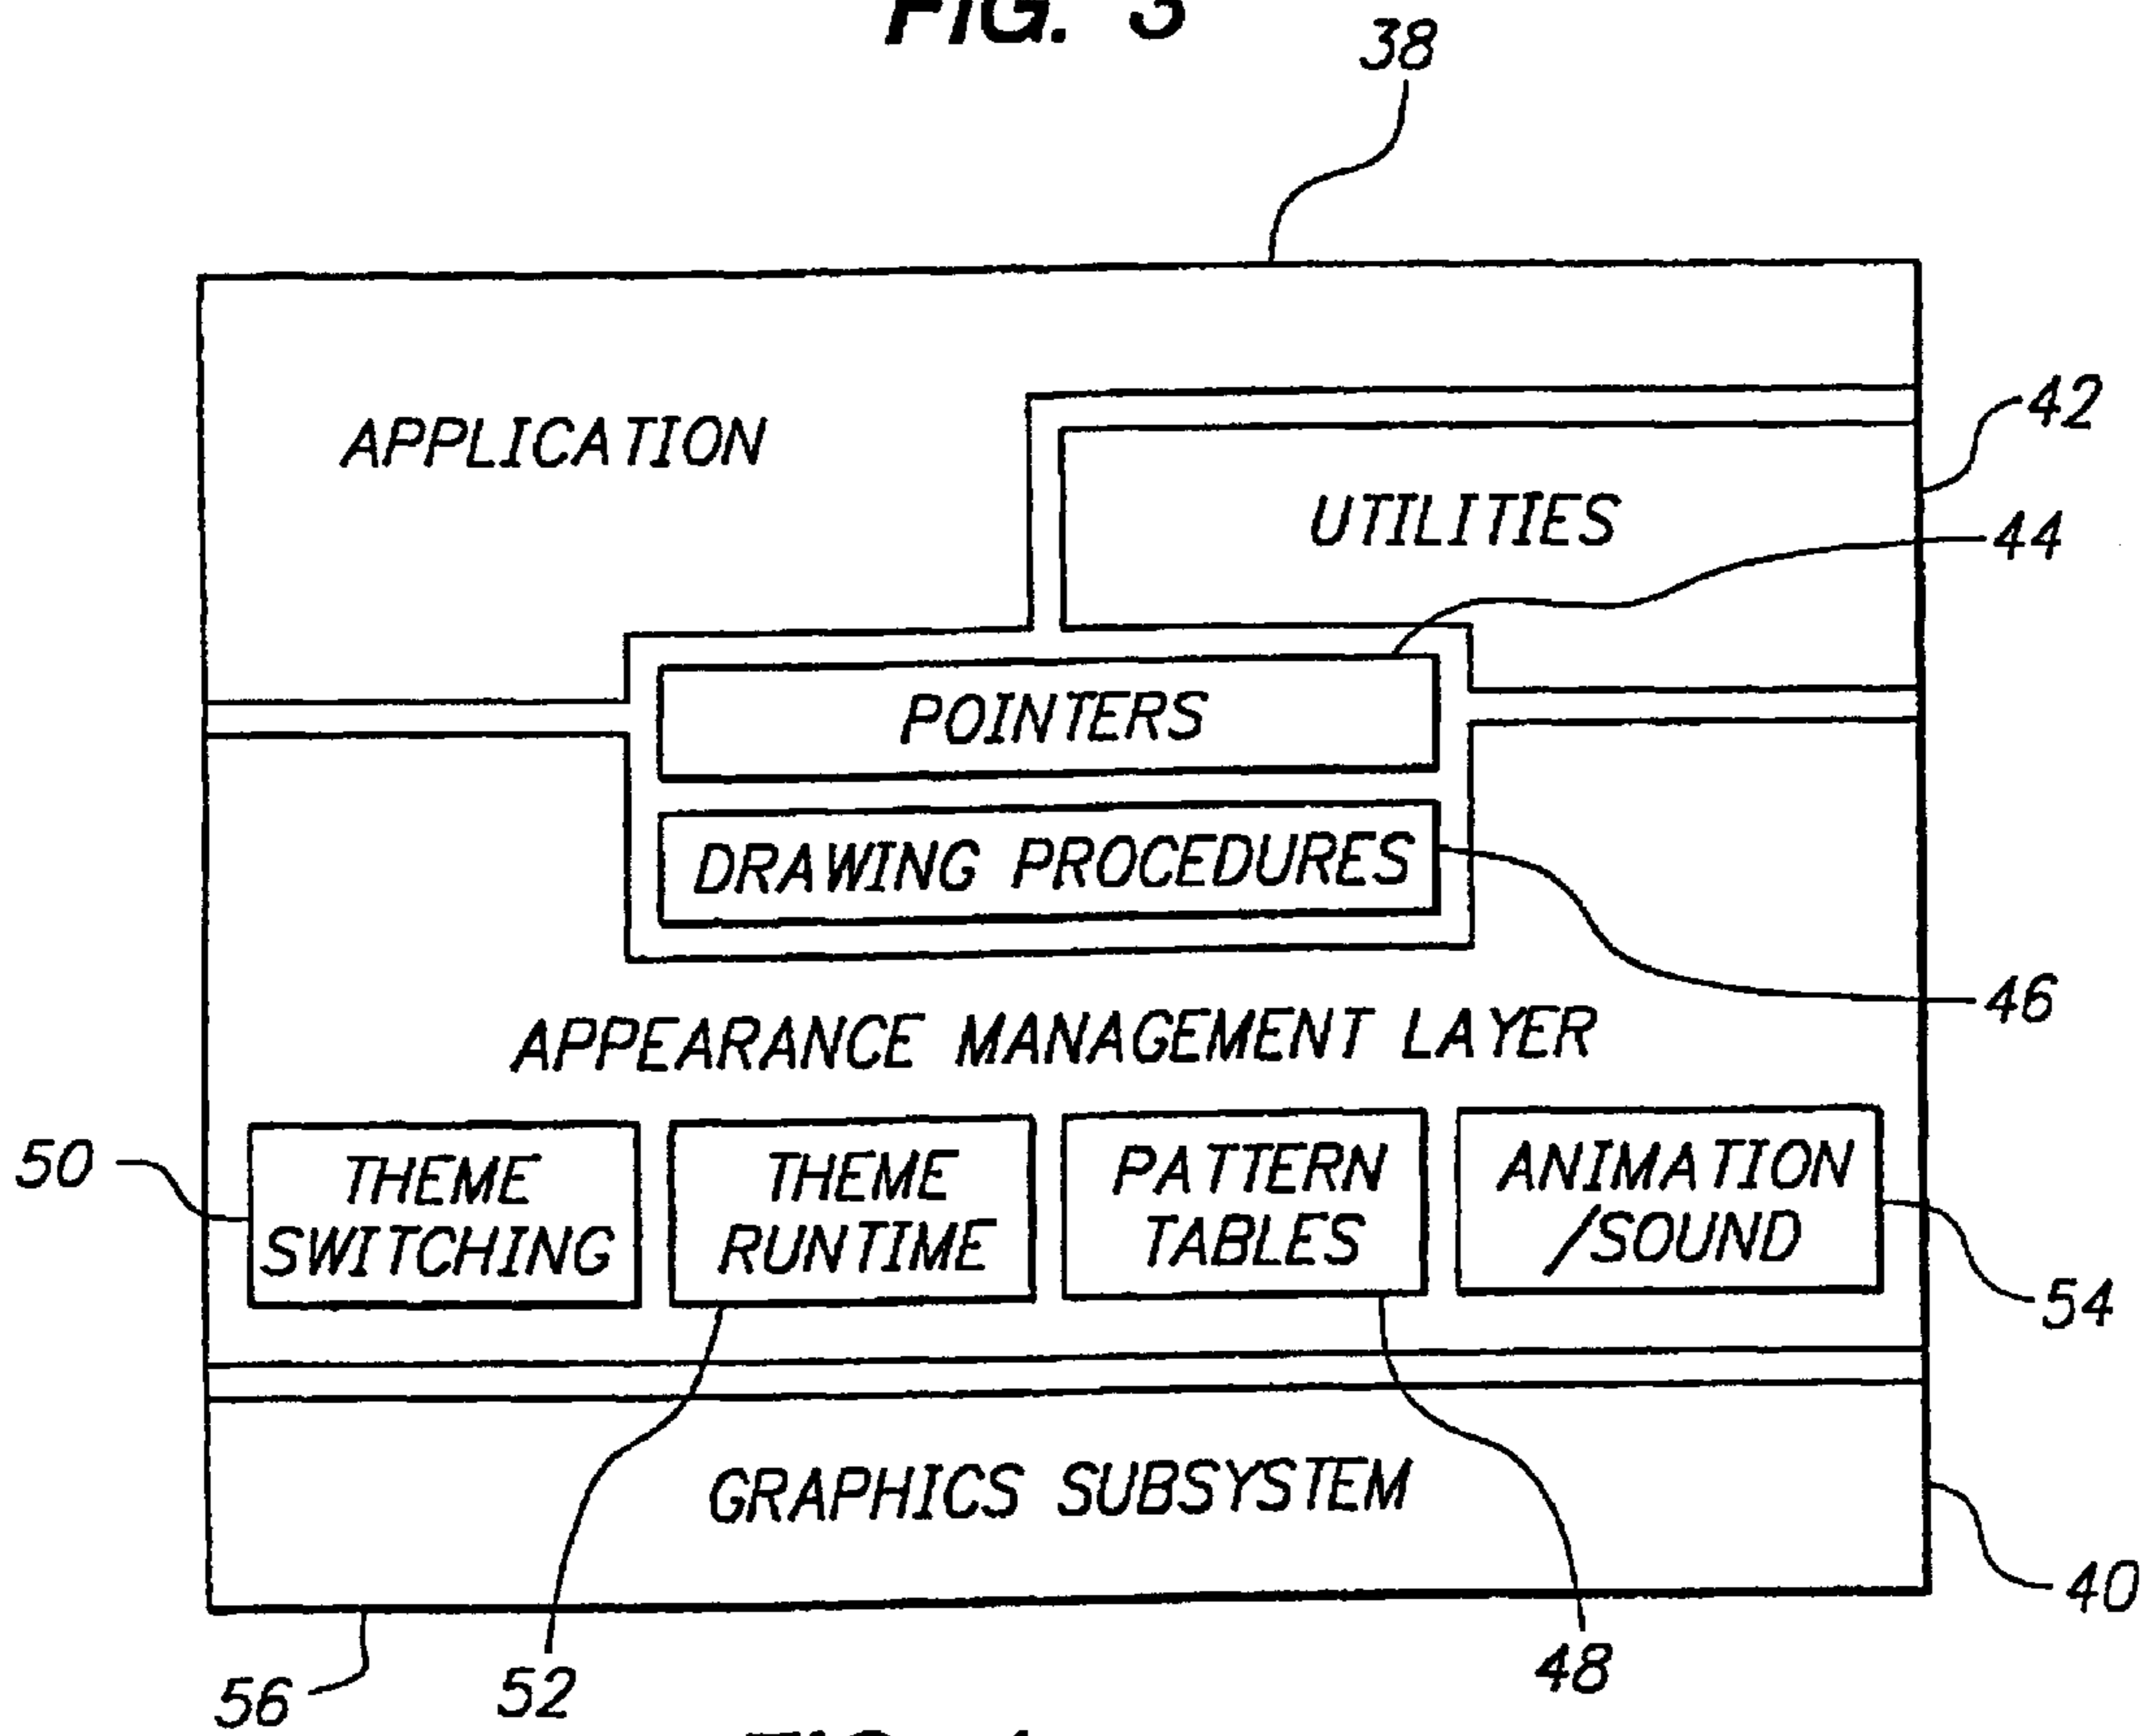 FIG. 3
38
APPLICATION
42
UTILITIES
44
POINTERS
DRAWING PROCEDURES
46
APPEARANCE MANAGEMENT LAYER
50
THEME
SWITCHING
THEME
RUNTIME
PATTERN
TABLES
ANIMATION
/SOUND
54
GRAPHICS SUBSYSTEM
40
56
52
48